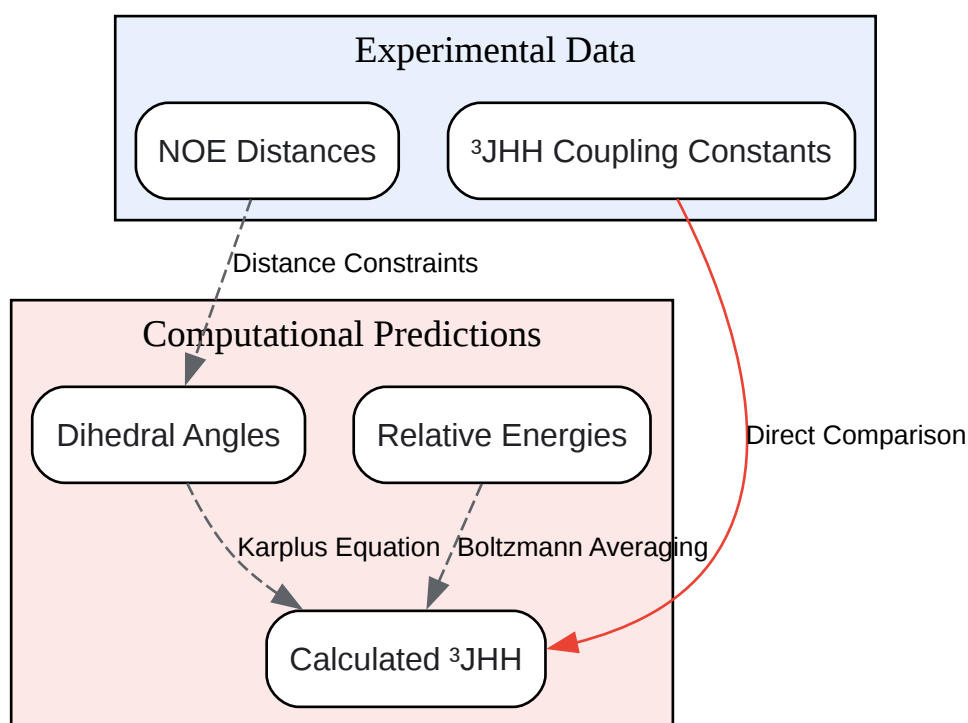 Experimental Data
NOE Distances
³JHH Coupling Constants
Distance Constraints
Computational Predictions
Dihedral Angles
Relative Energies
Direct Comparison
Karplus Equation
Boltzmann Averaging
Calculated ³JHH